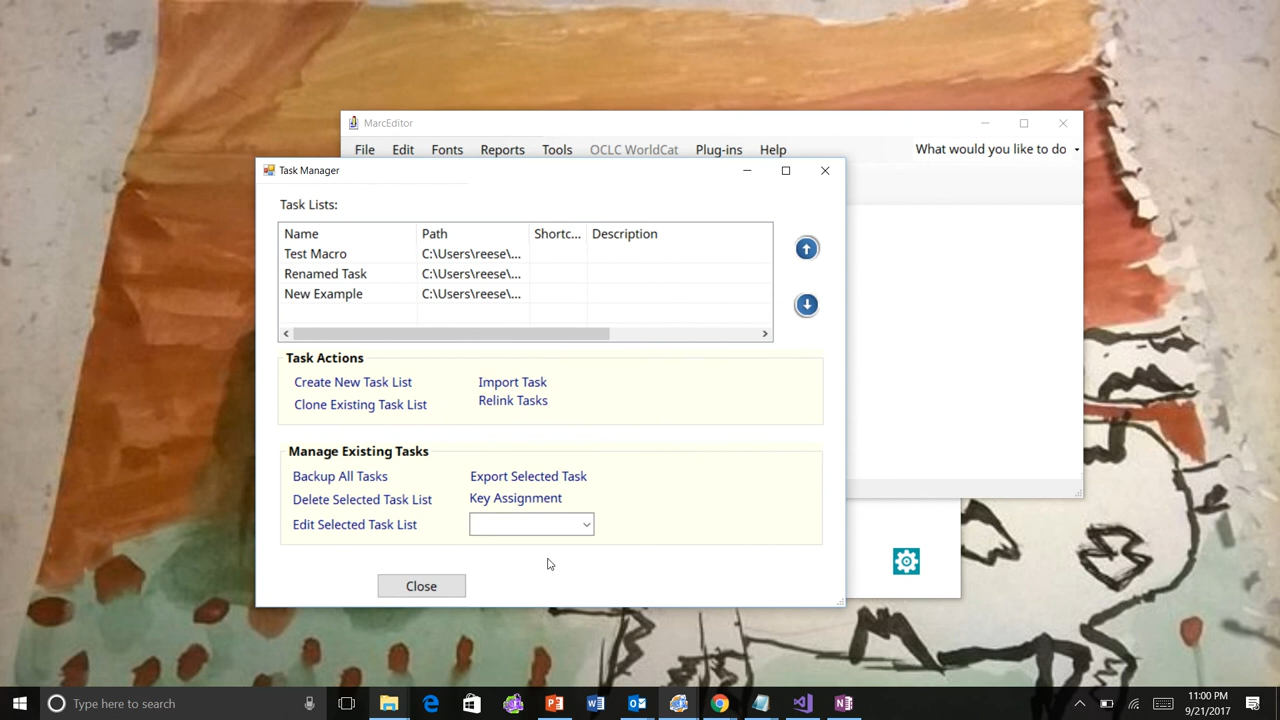 MarcEditor
File Edit Fonts Reports Tools OCLC WorldCat Plug-ins Help What would you like to do
Task Manager
Task Lists:
Name Path Shortc... Description
Test Macro C:\Users\reese\...
Renamed Task C:\Users\reese\...
New Example C:\Users\reese\...
Task Actions
Create New Task List Import Task
Clone Existing Task List Relink Tasks
Manage Existing Tasks
Backup All Tasks Export Selected Task
Delete Selected Task List Key Assignment
Edit Selected Task List
Close
Type here to search
11:00 PM
9/21/2017